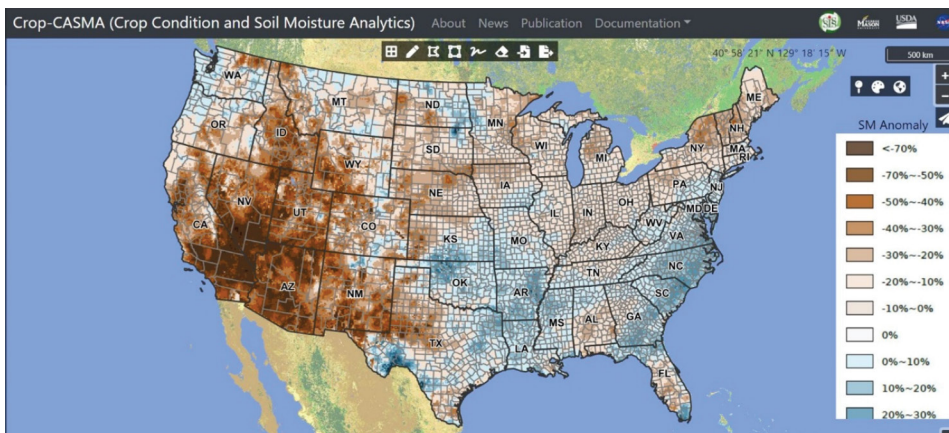 Crop-CASMA (Crop Condition and Soil Moisture Analytics) About News Publication Documentation
MASON
USDA
40° 58' 21" N 129° 18' 15" W
500 km
WA
MT
ND
MN
ME
OR
ID
SD
WI
MI
NY
NH
MA
RI
WY
NE
IA
PA
NJ
NV
UT
CO
IL
IN
OH
MD
DE
CA
KS
MO
WV
VA
KY
AZ
NM
OK
AR
TN
NC
SC
TX
LA
MS
AL
GA
FL
SM Anomaly
<-70%
-70%~-50%
-50%~-40%
-40%~-30%
-30%~-20%
-20%~-10%
-10%~0%
0%
0%~10%
10%~20%
20%~30%